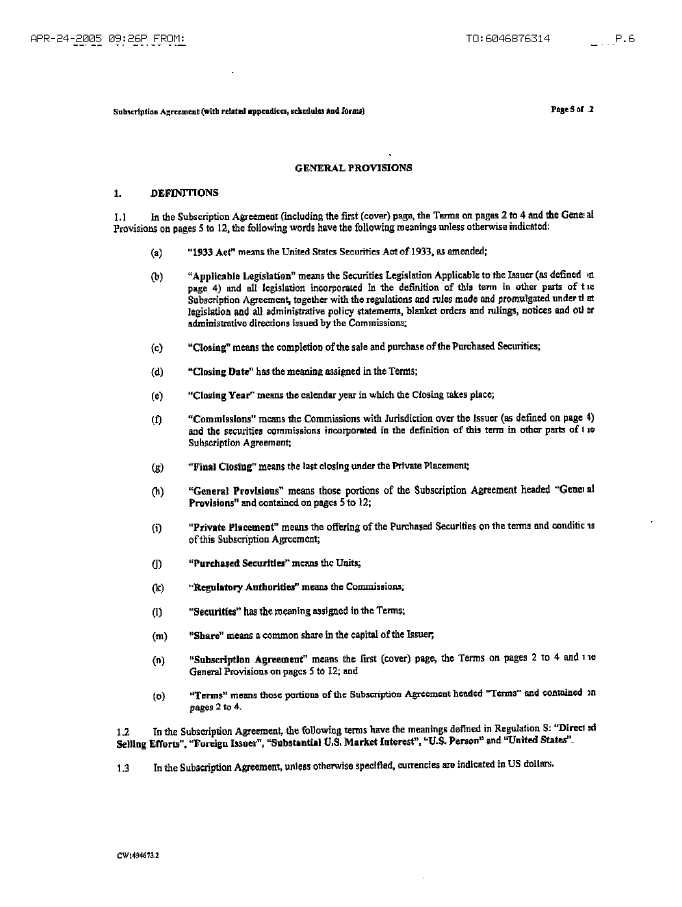 APR-24-2005 09:26P FROM: TO:6046876314 P.6
Subscription Agreement (with related appendices, schedules and forms) Page 5 of 12
GENERAL PROVISIONS
1. DEFINITIONS
1.1 In the Subscription Agreement (including the first (cover) page, the Terms on pages 2 to 4 and the General
Provisions on pages 5 to 12, the following words have the following meanings unless otherwise indicated:
(a) "1933 Act" means the United States Securities Act of 1933, as amended;
(b) "Applicable Legislation" means the Securities Legislation Applicable to the Issuer (as defined on
page 4) and all legislation incorporated in the definition of this term in other parts of the
Subscription Agreement, together with the regulations and rules made and promulgated under that
legislation and all administrative policy statements, blanket orders and rulings, notices and other
administrative directions issued by the Commissions;
(c) "Closing" means the completion of the sale and purchase of the Purchased Securities;
(d) "Closing Date" has the meaning assigned in the Terms;
(e) "Closing Year" means the calendar year in which the Closing takes place;
(f) "Commissions" means the Commissions with Jurisdiction over the Issuer (as defined on page 4)
and the securities commissions incorporated in the definition of this term in other parts of the
Subscription Agreement;
(g) "Final Closing" means the last closing under the Private Placement;
(h) "General Provisions" means those portions of the Subscription Agreement headed "General
Provisions" and contained on pages 5 to 12;
(i) "Private Placement" means the offering of the Purchased Securities on the terms and conditions
of this Subscription Agreement;
(j) "Purchased Securities" means the Units;
(k) "Regulatory Authorities" means the Commissions;
(l) "Securities" has the meaning assigned in the Terms;
(m) "Share" means a common share in the capital of the Issuer;
(n) "Subscription Agreement" means the first (cover) page, the Terms on pages 2 to 4 and the
General Provisions on pages 5 to 12; and
(o) "Terms" means those portions of the Subscription Agreement headed "Terms" and contained on
pages 2 to 4.
1.2 In the Subscription Agreement, the following terms have the meanings defined in Regulation S: "Directed
Selling Efforts", "Foreign Issuer", "Substantial U.S. Market Interest", "U.S. Person" and "United States".
1.3 In the Subscription Agreement, unless otherwise specified, currencies are indicated in US dollars.
CW1494673.2